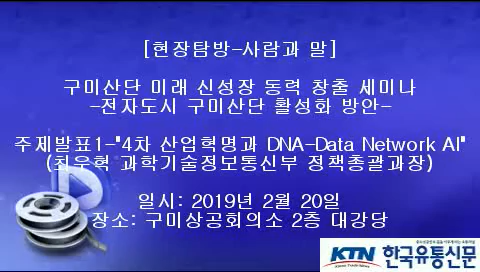 [현장탐방-사람과 말]
구미산단 미래 신성장 동력 창출 세미나
-전자도시 구미산단 활성화 방안-
주제발표1-"4차 산업혁명과 DNA-Data Network AI"
(최우혁 과학기술정보통신부 정책총괄과장)
일시: 2019년 2월 20일
장소: 구미상공회의소 2층 대강당
KTN 한국유통신문